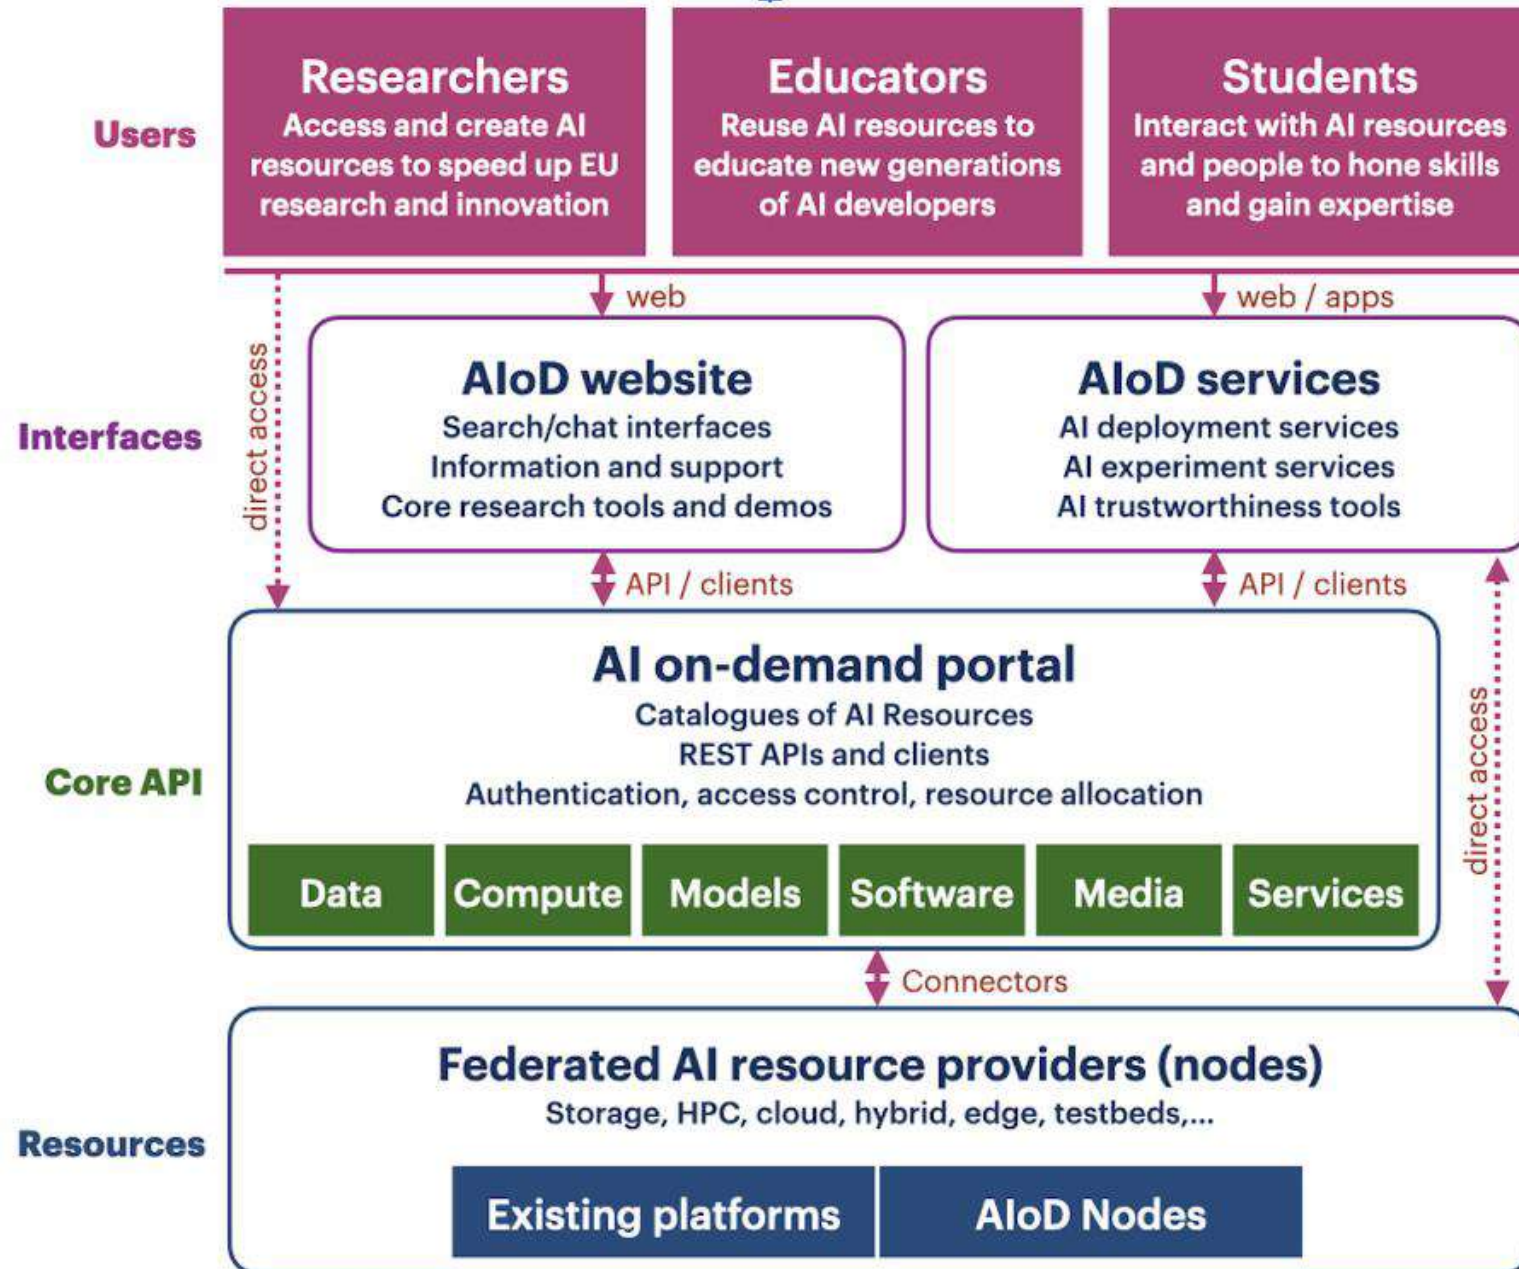 Users
Researchers
Access and create AI
resources to speed up EU
research and innovation
Educators
Reuse AI resources to
educate new generations
of AI developers
Students
Interact with AI resources
and people to hone skills
and gain expertise
direct access
web
web / apps
Interfaces
AIoD website
Search/chat interfaces
Information and support
Core research tools and demos
AIoD services
AI deployment services
AI experiment services
AI trustworthiness tools
API / clients
API / clients
Core API
AI on-demand portal
Catalogues of AI Resources
REST APIs and clients
Authentication, access control, resource allocation
Data
Compute
Models
Software
Media
Services
direct access
Connectors
Resources
Federated AI resource providers (nodes)
Storage, HPC, cloud, hybrid, edge, testbeds,...
Existing platforms
AIoD Nodes